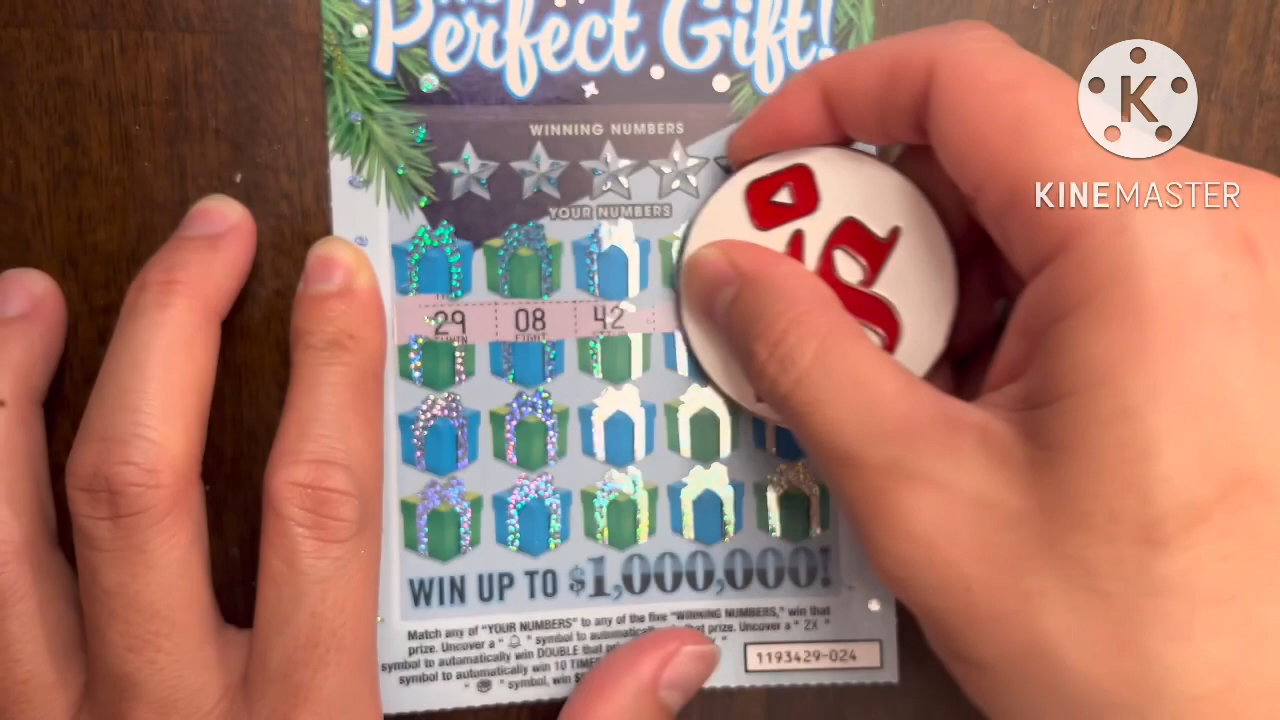 Perfect Gift!
WINNING NUMBERS
YOUR NUMBERS
29 08 42
WIN UP TO $1,000,000!
Match any of "YOUR NUMBERS" to any of the five "WINNING NUMBERS," win that
prize. Uncover a " " symbol to automatically prize. Uncover a " 2X "
symbol to automatically win DOUBLE that
symbol to automatically win 10 TIMES
" " symbol, win
1193429-024
K
KINEMASTER